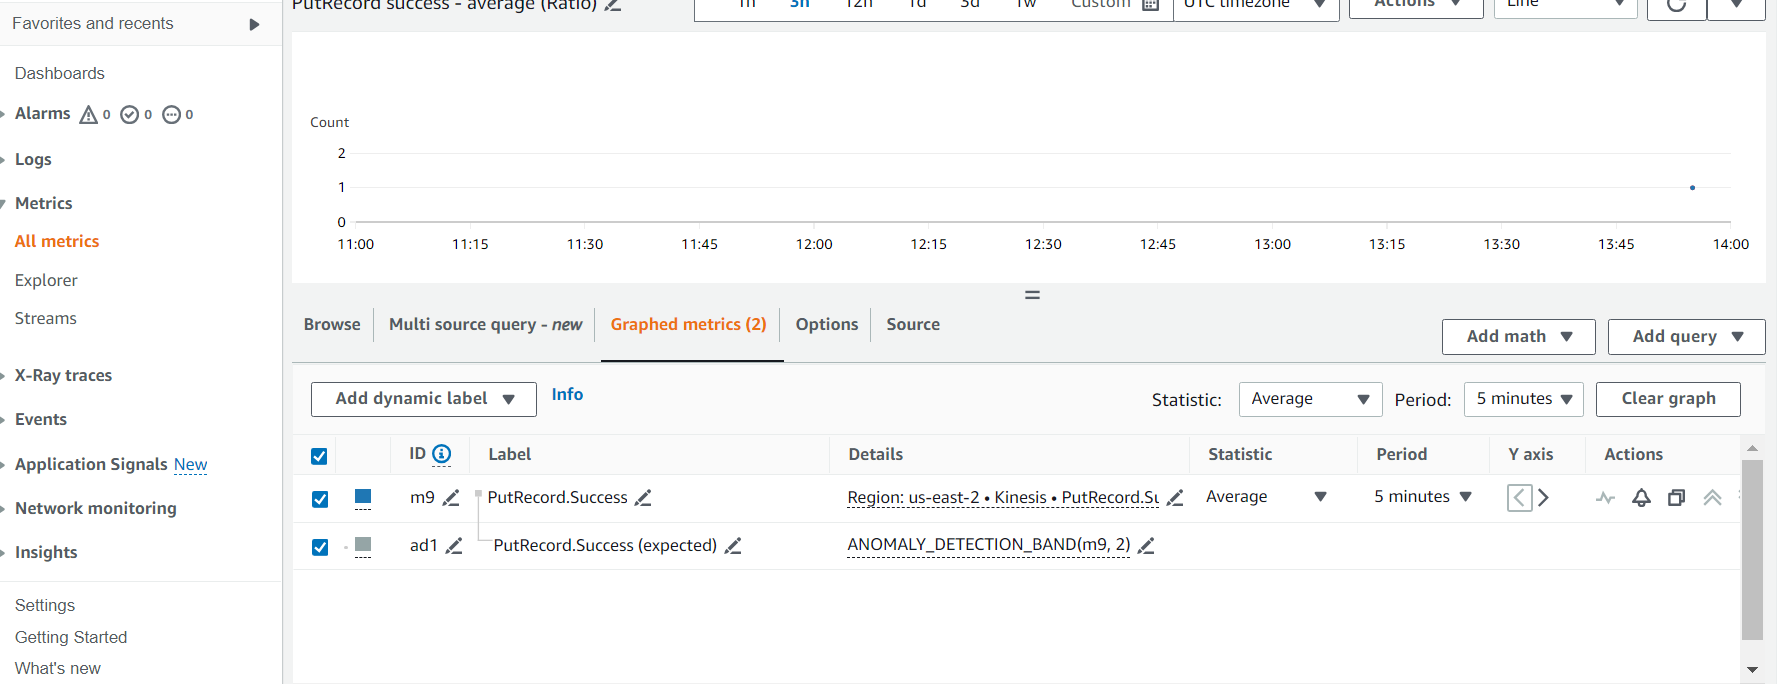 PutRecord success - average (Ratio)
1h 3h 12h 1d 3d 1w Custom UTC timezone Actions Line
Favorites and recents
Dashboards
Alarms 0 0 0
Logs
Metrics
All metrics
Explorer
Streams
X-Ray traces
Events
Application Signals New
Network monitoring
Insights
Settings
Getting Started
What's new
Count
2
1
0
11:00 11:15 11:30 11:45 12:00 12:15 12:30 12:45 13:00 13:15 13:30 13:45 14:00
Browse Multi source query - new Graphed metrics (2) Options Source
Add math Add query
Add dynamic label Info Statistic: Average Period: 5 minutes Clear graph
ID Label Details Statistic Period Y axis Actions
m9 PutRecord.Success Region: us-east-2 • Kinesis • PutRecord.Su Average 5 minutes
ad1 PutRecord.Success (expected) ANOMALY_DETECTION_BAND(m9, 2)